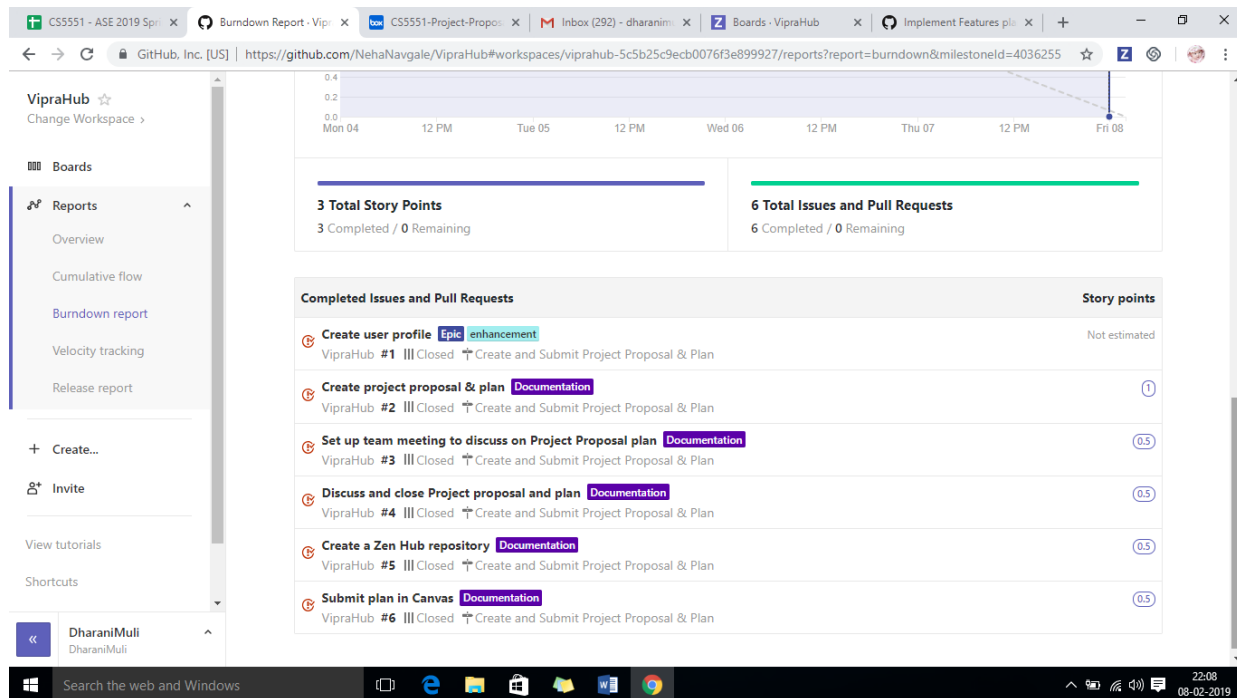 CS5551 - ASE 2019 Spri
Burndown Report · Vipr
CS5551-Project-Propos
Inbox (292) - dharanim
Boards · VipraHub
Implement Features pla
GitHub, Inc. [US] | https://github.com/NehaNavgale/VipraHub#workspaces/viprahub-5c5b25c9ecb0076f3e899927/reports?report=burndown&milestoneId=4036255
VipraHub
Change Workspace >
Boards
Reports
Overview
Cumulative flow
Burndown report
Velocity tracking
Release report
+ Create...
Invite
View tutorials
Shortcuts
« DharaniMuli
DharaniMuli
0.4
0.2
0.0
Mon 04 12 PM Tue 05 12 PM Wed 06 12 PM Thu 07 12 PM Fri 08
3 Total Story Points
3 Completed / 0 Remaining
6 Total Issues and Pull Requests
6 Completed / 0 Remaining
Completed Issues and Pull Requests Story points
Create user profile Epic enhancement Not estimated
VipraHub #1 Closed Create and Submit Project Proposal & Plan
Create project proposal & plan Documentation 1
VipraHub #2 Closed Create and Submit Project Proposal & Plan
Set up team meeting to discuss on Project Proposal plan Documentation 0.5
VipraHub #3 Closed Create and Submit Project Proposal & Plan
Discuss and close Project proposal and plan Documentation 0.5
VipraHub #4 Closed Create and Submit Project Proposal & Plan
Create a Zen Hub repository Documentation 0.5
VipraHub #5 Closed Create and Submit Project Proposal & Plan
Submit plan in Canvas Documentation 0.5
VipraHub #6 Closed Create and Submit Project Proposal & Plan
Search the web and Windows
22:08
08-02-2019